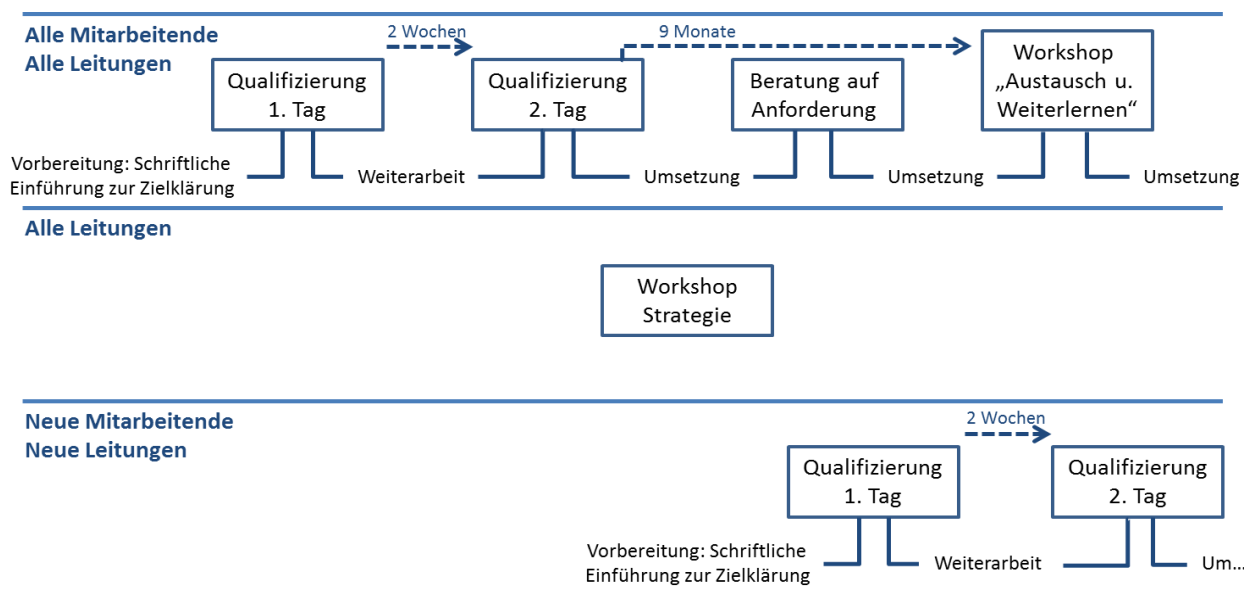 Alle Mitarbeitende
Alle Leitungen
2 Wochen
9 Monate
Qualifizierung
1. Tag
Qualifizierung
2. Tag
Beratung auf
Anforderung
Workshop
„Austausch u.
Weiterlernen“
Vorbereitung: Schriftliche
Einführung zur Zielklärung
Weiterarbeit
Umsetzung
Umsetzung
Umsetzung
Alle Leitungen
Workshop
Strategie
Neue Mitarbeitende
Neue Leitungen
2 Wochen
Qualifizierung
1. Tag
Qualifizierung
2. Tag
Vorbereitung: Schriftliche
Einführung zur Zielklärung
Weiterarbeit
Um...